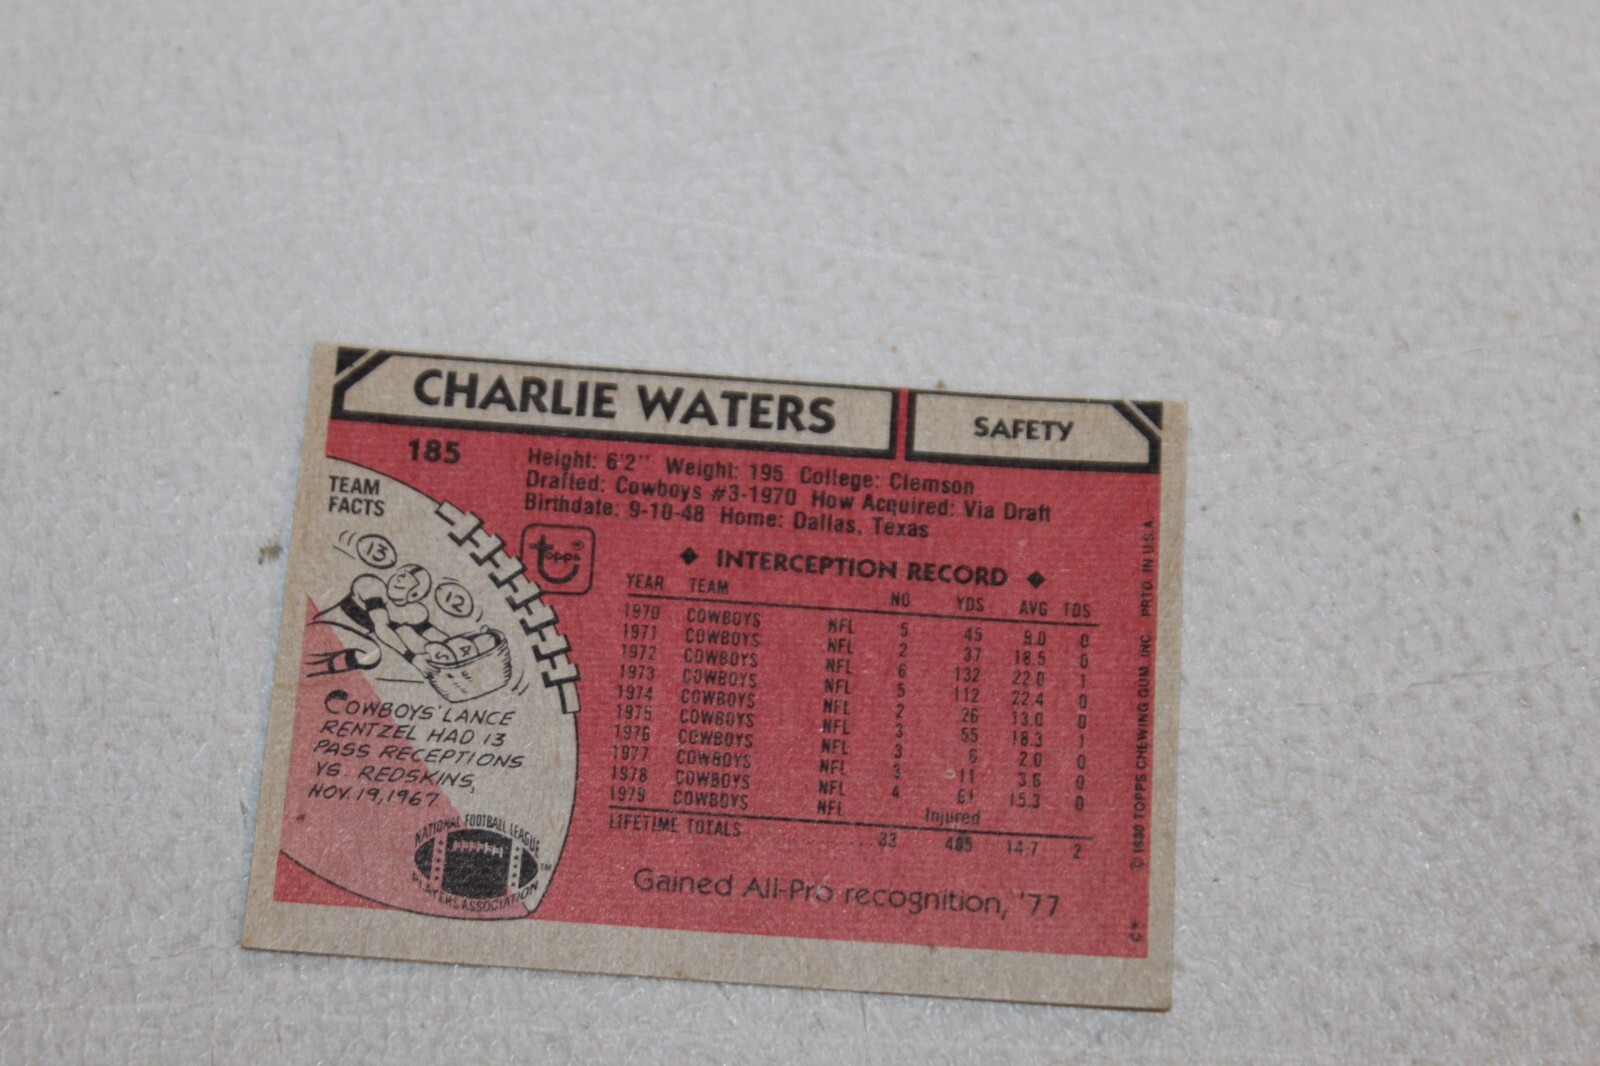 CHARLIE WATERS
SAFETY
185
Height: 6'2" Weight: 195 College: Clemson
Drafted: Cowboys #3-1970 How Acquired: Via Draft
Birthdate: 9-10-48 Home: Dallas, Texas
TEAM
FACTS
13
12
5 4
COWBOYS' LANCE
RENTZEL HAD 13
PASS RECEPTIONS
VS. REDSKINS,
NOV. 19, 1967
NATIONAL FOOTBALL LEAGUE
PLAYERS ASSOCIATION
TM
topps ®
◆ INTERCEPTION RECORD ◆
YEAR TEAM NO YDS AVG TDS
1970 COWBOYS NFL 5 45 9.0 0
1971 COWBOYS NFL 2 37 18.5 0
1972 COWBOYS NFL 6 132 22.0 1
1973 COWBOYS NFL 5 112 22.4 0
1974 COWBOYS NFL 2 26 13.0 0
1975 COWBOYS NFL 3 55 18.3 1
1976 COWBOYS NFL 3 6 2.0 0
1977 COWBOYS NFL 3 11 3.6 0
1978 COWBOYS NFL 4 61 15.3 0
1979 COWBOYS NFL Injured
LIFETIME TOTALS 33 485 14.7 2
Gained All-Pro recognition, '77
© 1980 TOPPS CHEWING GUM, INC. PRTD. IN U.S.A.
C*